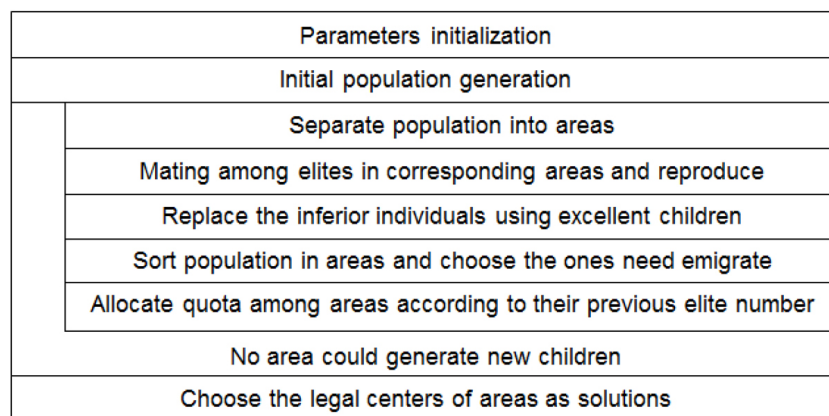 Parameters initialization
Initial population generation
Separate population into areas
Mating among elites in corresponding areas and reproduce
Replace the inferior individuals using excellent children
Sort population in areas and choose the ones need emigrate
Allocate quota among areas according to their previous elite number
No area could generate new children
Choose the legal centers of areas as solutions